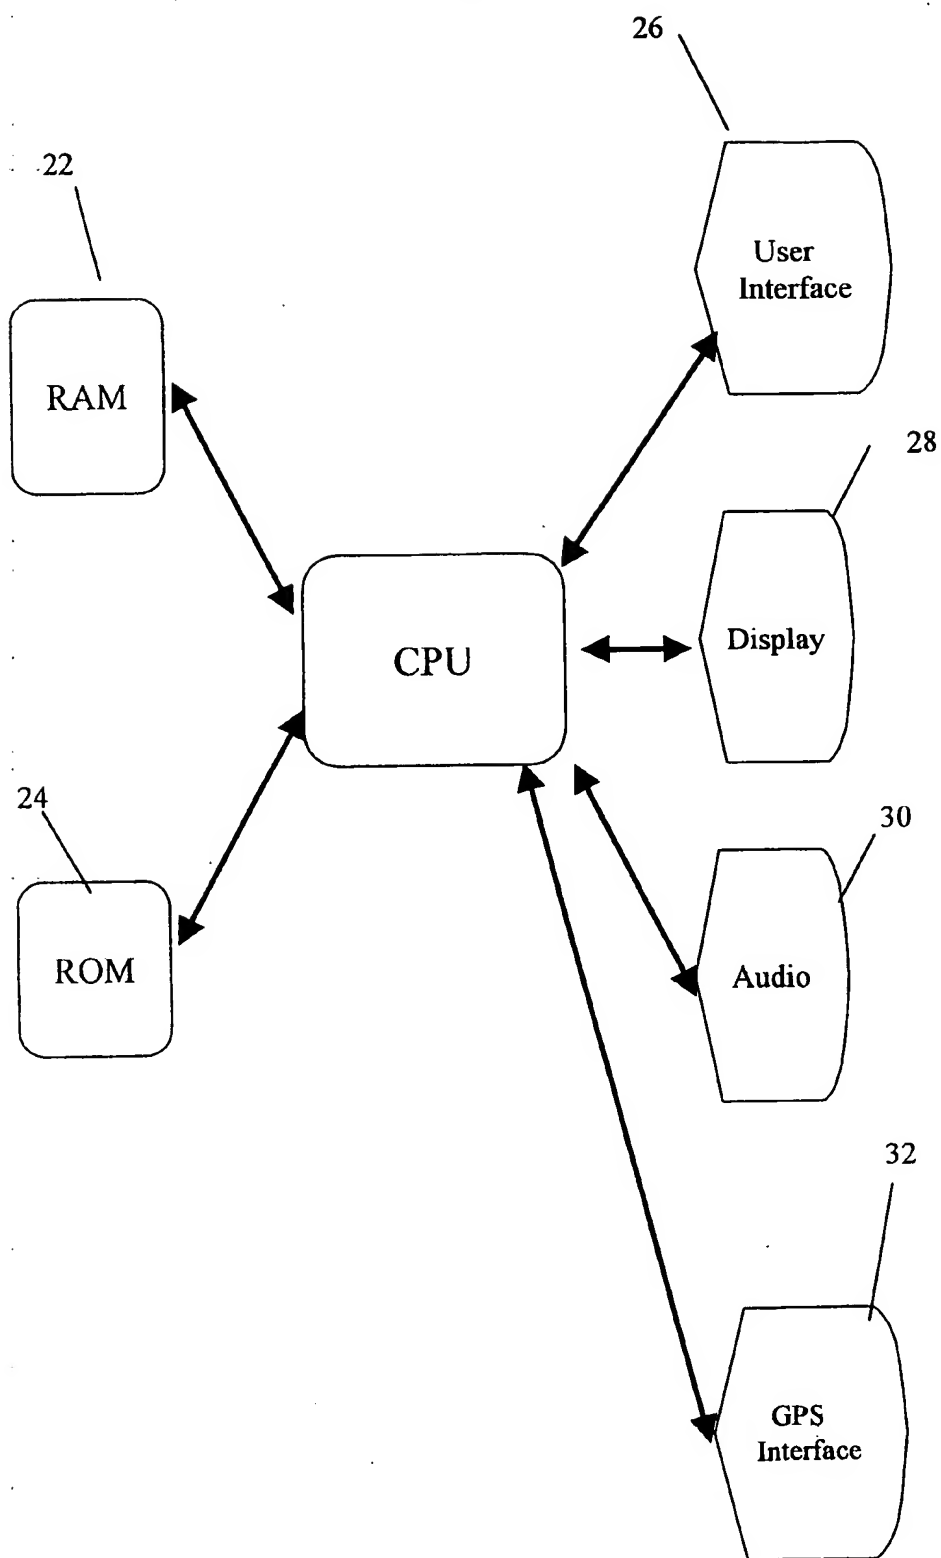 26
22
User
Interface
RAM
28
CPU
Display
24
30
ROM
Audio
32
GPS
Interface